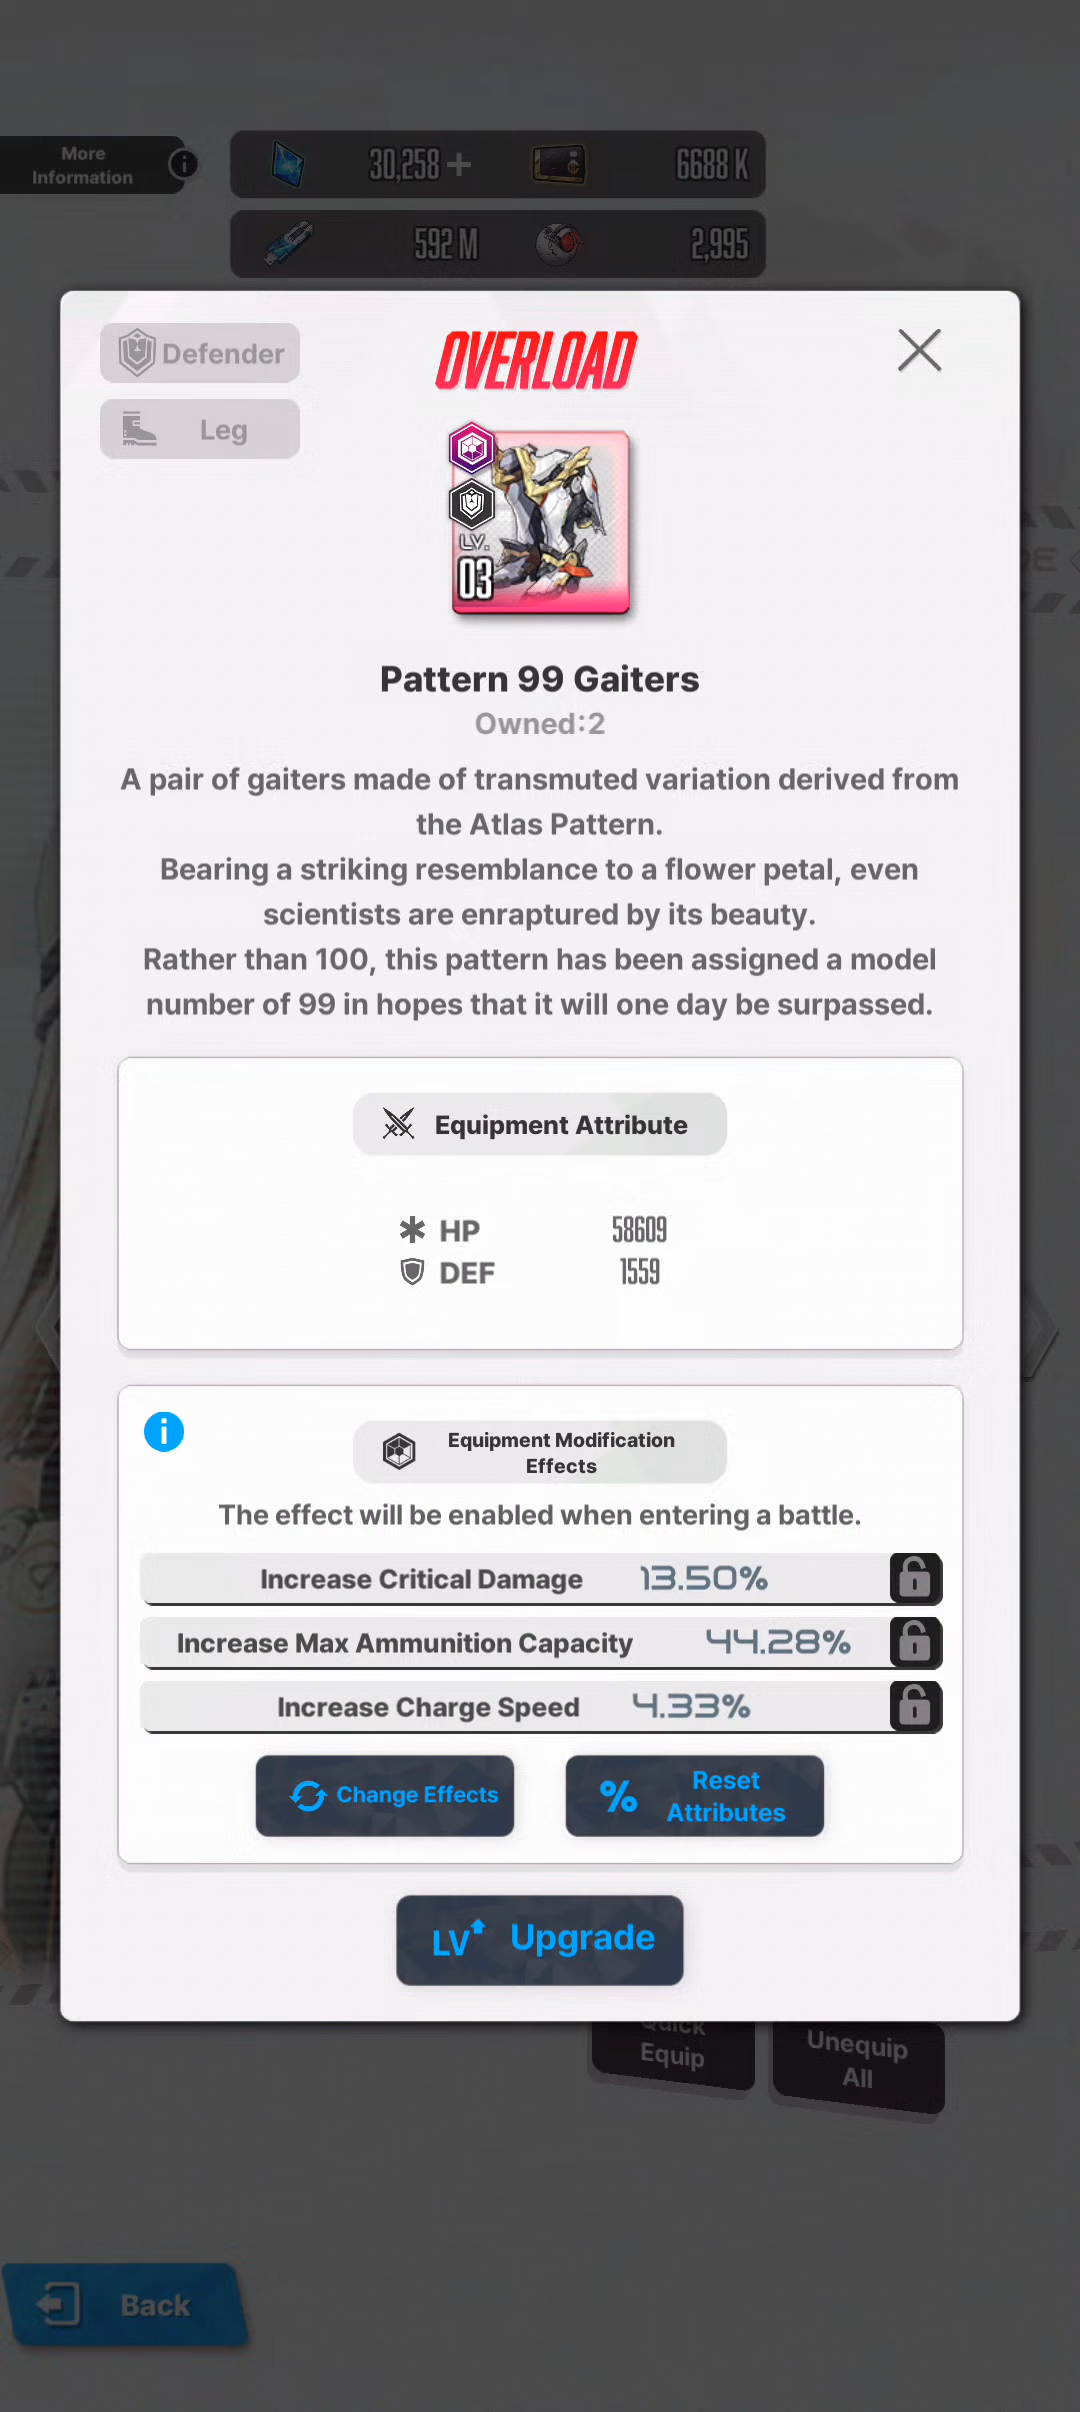 More
Information
30,258
6688 K
592 M
2,995
Defender
OVERLOAD
Leg
LV.
03
Pattern 99 Gaiters
Owned:2
A pair of gaiters made of transmuted variation derived from
the Atlas Pattern.
Bearing a striking resemblance to a flower petal, even
scientists are enraptured by its beauty.
Rather than 100, this pattern has been assigned a model
number of 99 in hopes that it will one day be surpassed.
Equipment Attribute
HP 58609
DEF 1559
Equipment Modification
Effects
The effect will be enabled when entering a battle.
Increase Critical Damage 13.50%
Increase Max Ammunition Capacity 44.28%
Increase Charge Speed 4.33%
Change Effects
% Reset
Attributes
LV Upgrade
Quick
Equip
Unequip
All
Back